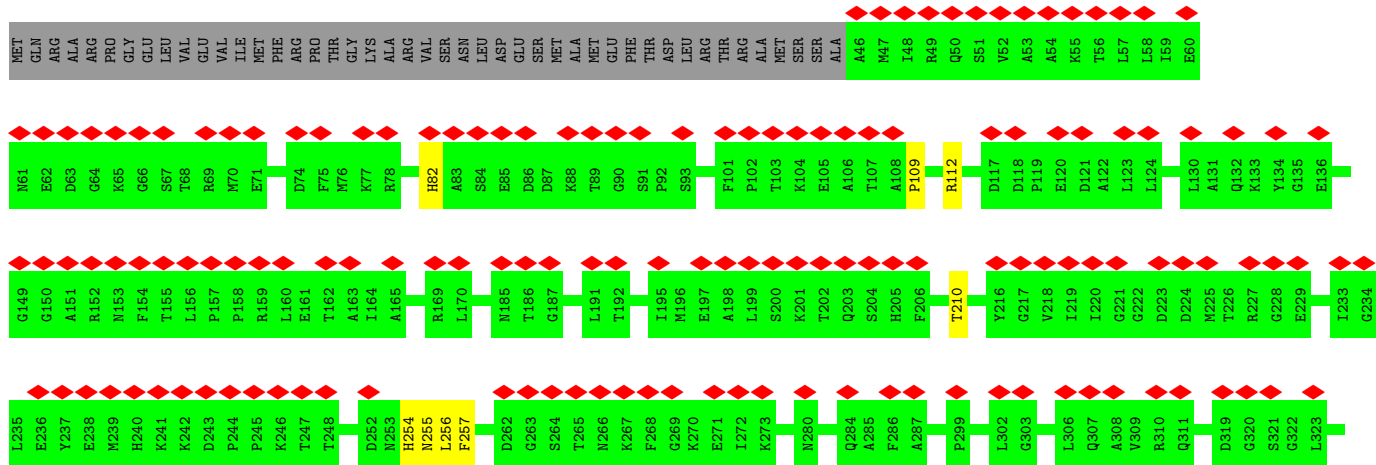 MET GLN ARG ALA ARG PRO GLY GLU LEU VAL GLU VAL ILE MET PHE ARG PRO THR GLY LYS ALA ARG VAL SER ASN LEU ASP GLU SER MET ALA MET GLU PHE THR ASP LEU ARG THR ARG ALA MET SER SER ALA A46 M47 I48 R49 Q50 S51 V52 A53 A54 K55 T56 L57 L58 I59 E60
N61 E62 D63 G64 K65 G66 S67 T68 R69 M70 E71 D74 F75 M76 K77 R78 H82 A83 S84 E85 D86 D87 K88 T89 G90 S91 P92 S93 F101 P102 T103 K104 E105 A106 T107 A108 P109 R112 D117 D118 P119 E120 D121 A122 L123 L124 L130 A131 Q132 K133 Y134 G135 E136
G149 G150 A151 R152 N153 F154 T155 L156 P157 P158 R159 L160 E161 T162 A163 I164 A165 R169 L170 N185 T186 G187 L191 T192 I195 M196 E197 A198 L199 S200 K201 T202 Q203 S204 H205 F206 T210 Y216 G217 V218 I219 I220 G221 G222 D223 D224 M225 T226 R227 G228 E229 I233 G234
L235 E236 Y237 E238 M239 H240 K241 K242 D243 P244 P245 K246 T247 T248 D252 N253 H254 N255 L256 F257 D262 G263 S264 T265 N266 K267 F268 G269 K270 E271 I272 K273 N280 Q284 A285 F286 A287 P299 L302 G303 L306 Q307 A308 V309 R310 Q311 D319 G320 S321 G322 L323